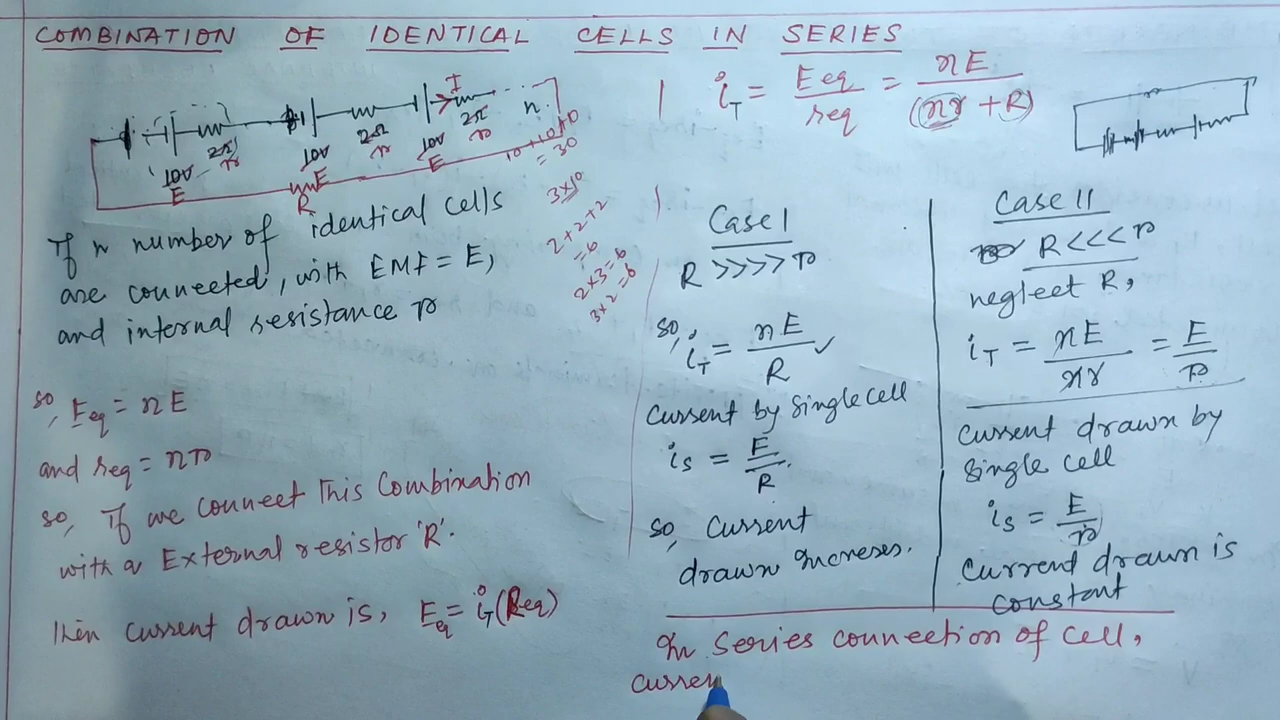 COMBINATION OF IDENTICAL CELLS IN SERIES
I
2Ω 2Ω 2Ω n
10V r 10V r 10V r
E E E
R
10+10+10
= 30
3×10
2+2+2
= 6
2×3=6
3×2=6
If n number of identical cells
are connected, with EMF = E,
and internal resistance r
so, Eeq = nE
and req = nr
so, If we connect This Combination
with a External resistor 'R'.
Then current drawn is, Eeq = iT(Req)
iT = Eeq/req = nE/(nr + R)
Case I
R >>>> r
so, iT = nE/R ✓
Current by Single cell
is = E/R
so, Current
drawn increses.
Case II
R <<< r
neglect R,
iT = nE/nr = E/r
Current drawn by
Single cell
is = E/r
Current drawn is
constant
In Series connection of cell,
curren